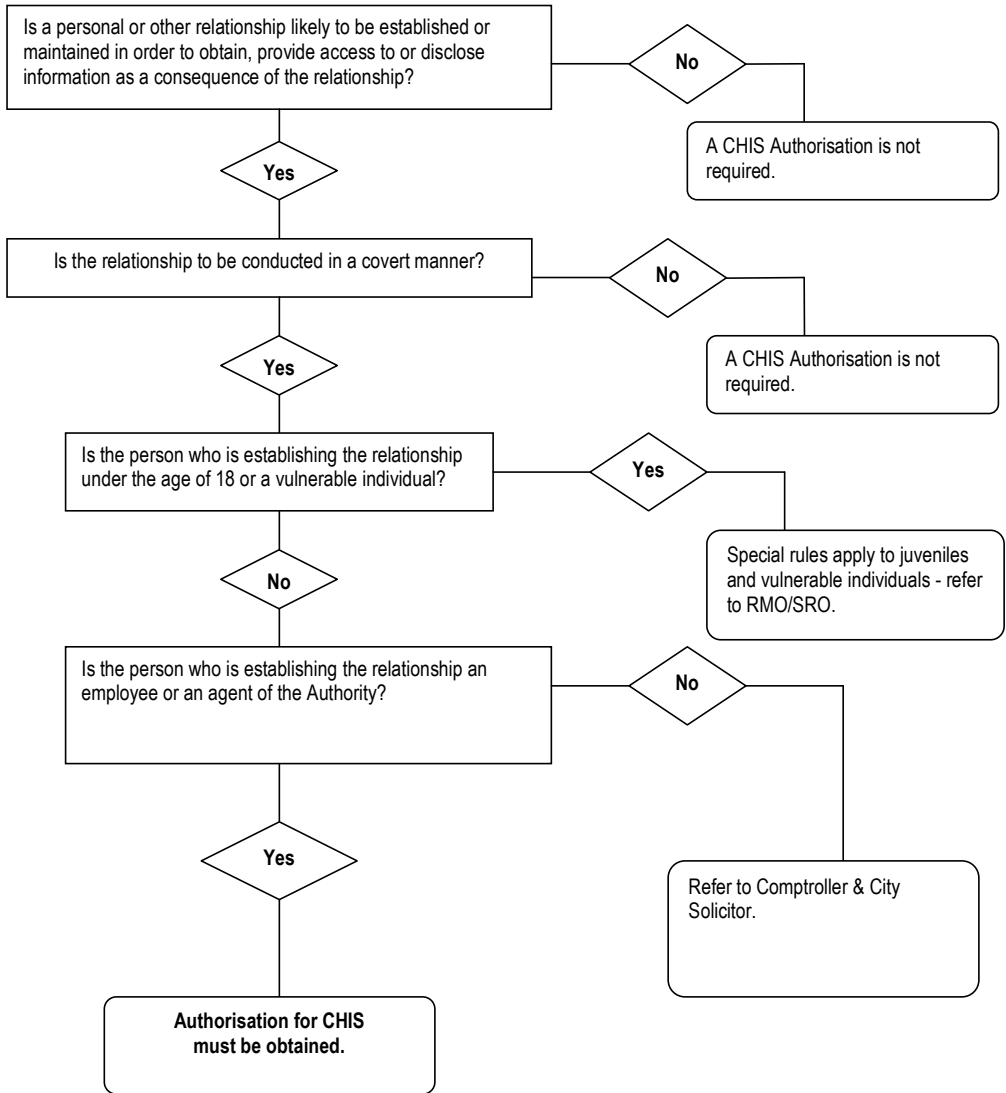 Is a personal or other relationship likely to be established or
maintained in order to obtain, provide access to or disclose
information as a consequence of the relationship?
No
A CHIS Authorisation is not
required.
Yes
Is the relationship to be conducted in a covert manner?
No
A CHIS Authorisation is not
required.
Yes
Is the person who is establishing the relationship
under the age of 18 or a vulnerable individual?
Yes
Special rules apply to juveniles
and vulnerable individuals - refer
to RMO/SRO.
No
Is the person who is establishing the relationship an
employee or an agent of the Authority?
No
Refer to Comptroller & City
Solicitor.
Yes
Authorisation for CHIS
must be obtained.